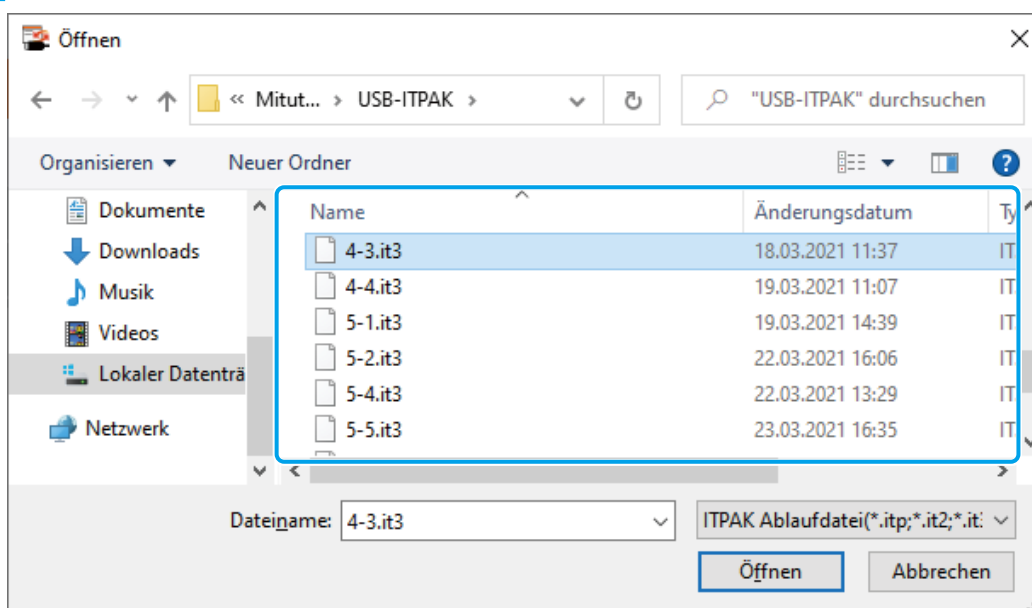 Öffnen
« Mitut... › USB-ITPAK ›
"USB-ITPAK" durchsuchen
Organisieren
Neuer Ordner
Dokumente
Downloads
Musik
Videos
Lokaler Datenträ
Netzwerk
Name Änderungsdatum Ty
4-3.it3 18.03.2021 11:37 IT
4-4.it3 19.03.2021 11:07 IT
5-1.it3 19.03.2021 14:39 IT
5-2.it3 22.03.2021 16:06 IT
5-4.it3 22.03.2021 13:29 IT
5-5.it3 23.03.2021 16:35 IT
Dateiname: 4-3.it3
ITPAK Ablaufdatei(*.itp;*.it2;*.it3
Öffnen
Abbrechen